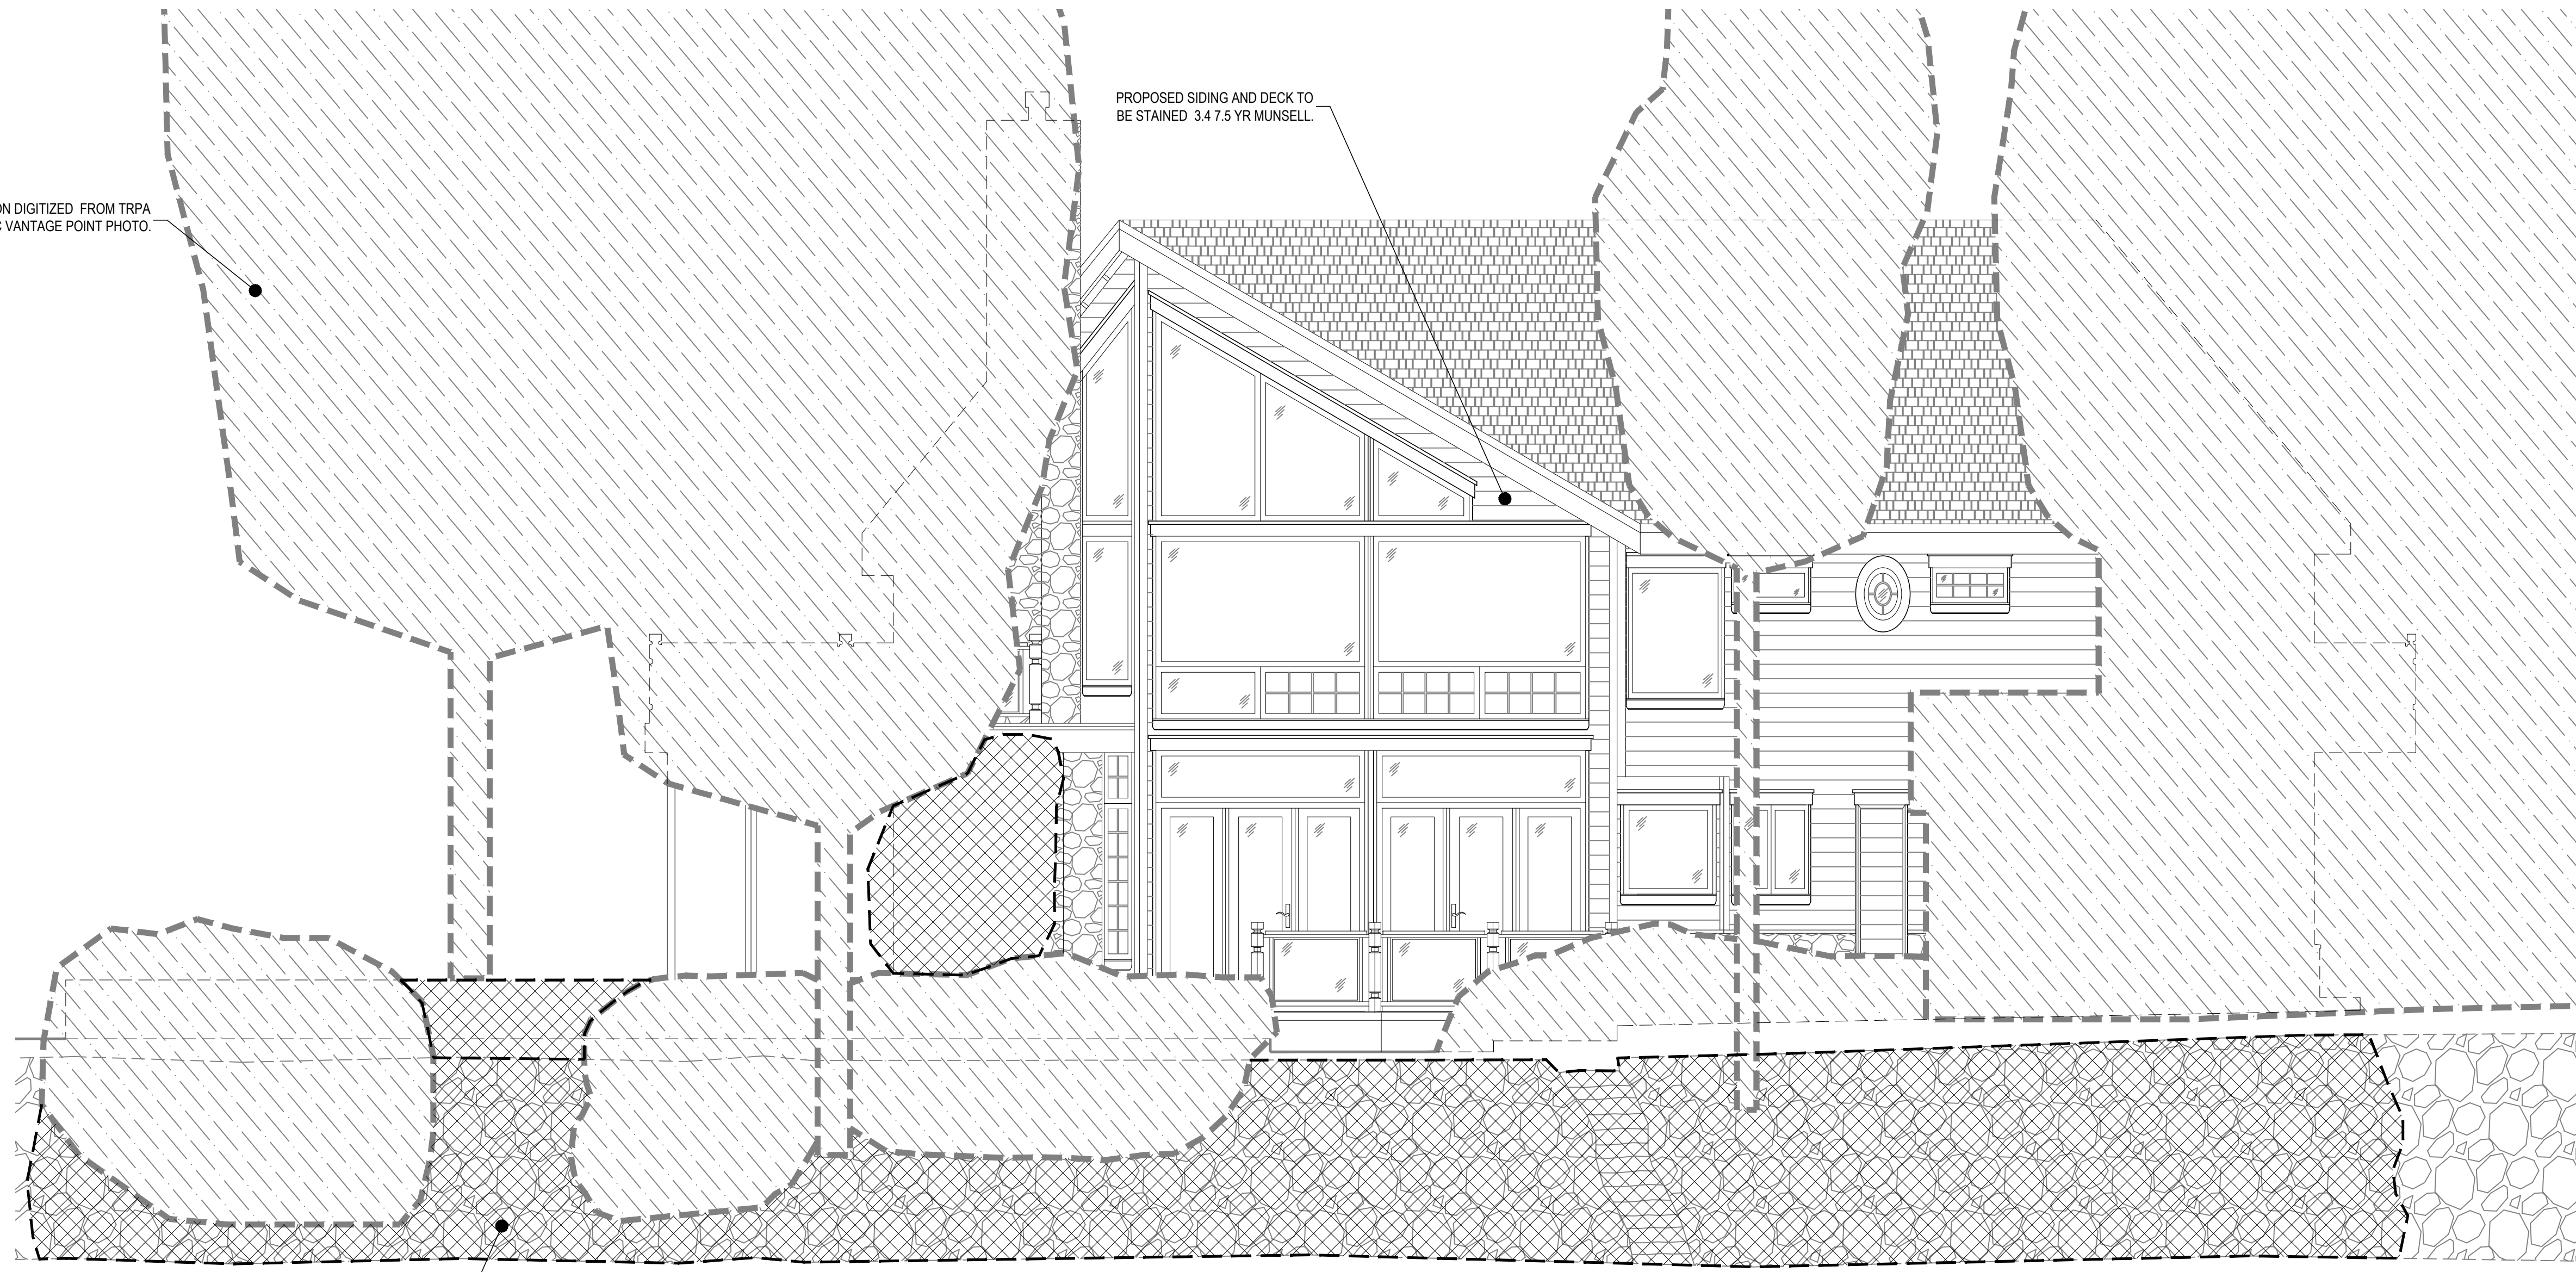 PROPOSED SIDING AND DECK TO
BE STAINED 3.4 7.5 YR MUNSELL.
DIGITIZED FROM TRPA
VANTAGE POINT PHOTO.